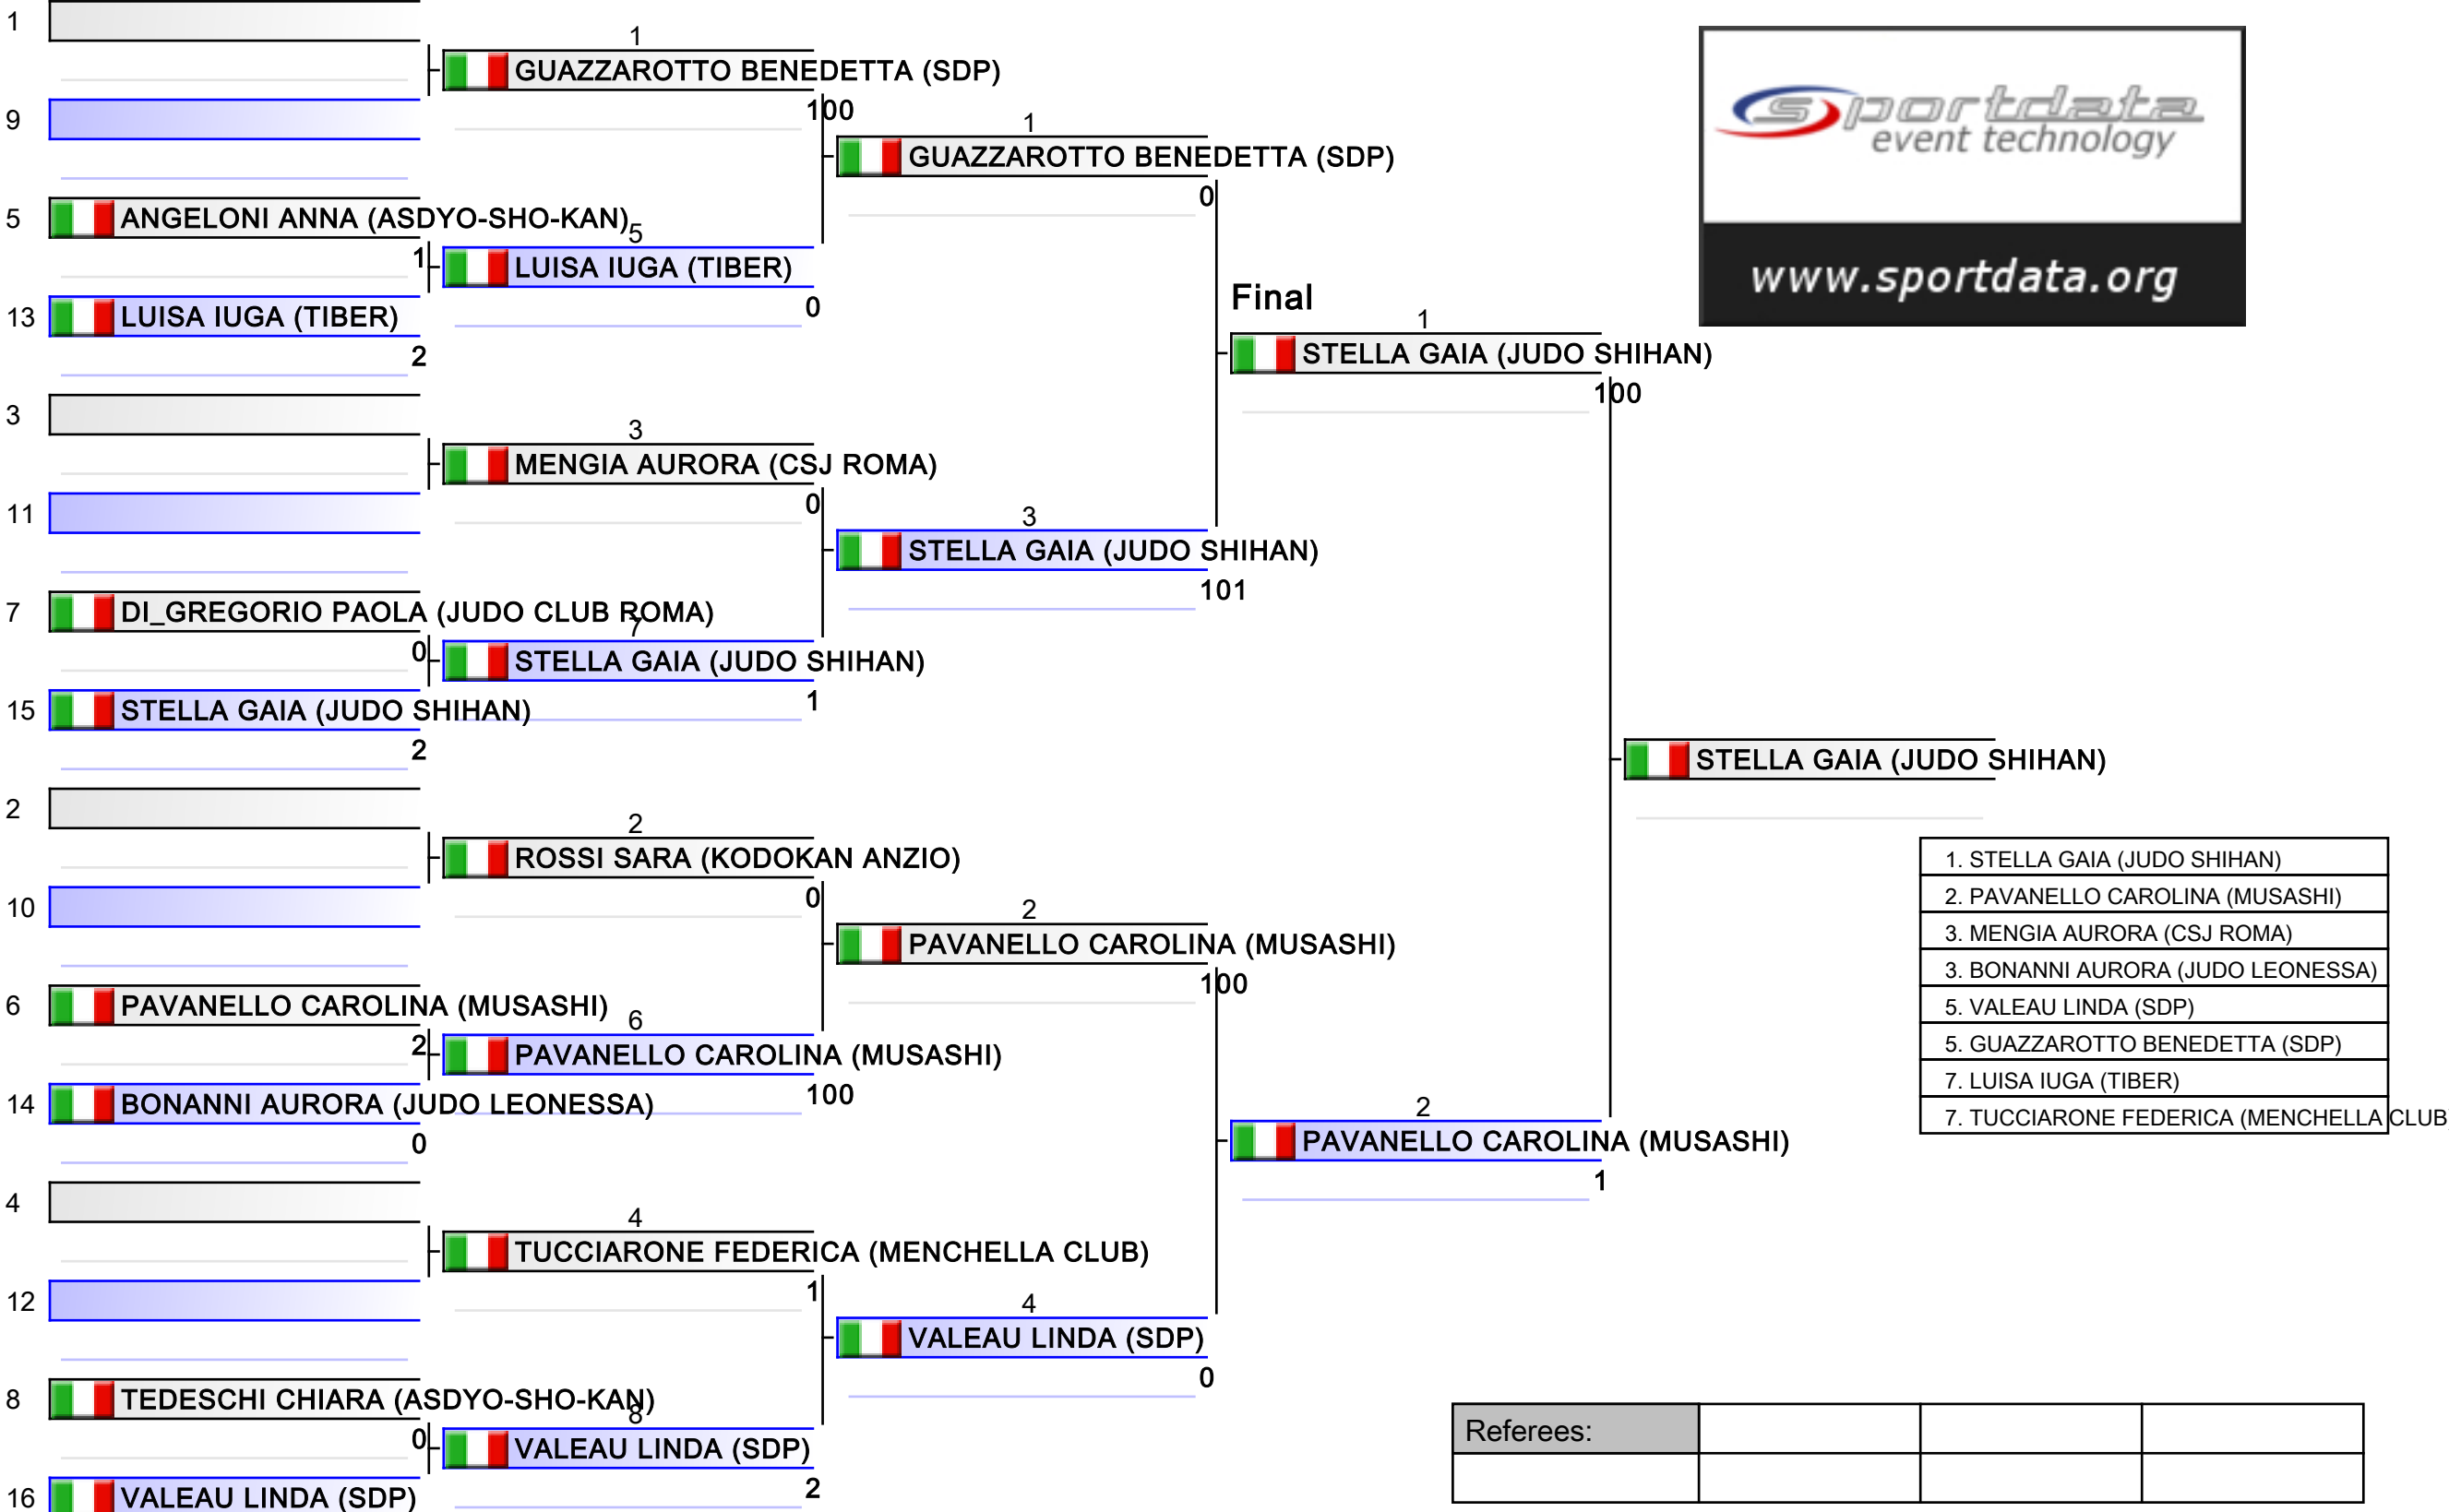 1
1
GUAZZAROTTO BENEDETTA (SDP)
100
9
1
GUAZZAROTTO BENEDETTA (SDP)
0
5 ANGELONI ANNA (ASDYO-SHO-KAN)
1
5
LUISA IUGA (TIBER)
0
13 LUISA IUGA (TIBER)
2
Final
1
STELLA GAIA (JUDO SHIHAN)
100
3
3
MENGIA AURORA (CSJ ROMA)
0
11
3
STELLA GAIA (JUDO SHIHAN)
101
7 DI_GREGORIO PAOLA (JUDO CLUB ROMA)
0
7
STELLA GAIA (JUDO SHIHAN)
1
15 STELLA GAIA (JUDO SHIHAN)
2
STELLA GAIA (JUDO SHIHAN)
2
2
ROSSI SARA (KODOKAN ANZIO)
0
10
2
PAVANELLO CAROLINA (MUSASHI)
100
6 PAVANELLO CAROLINA (MUSASHI)
2
6
PAVANELLO CAROLINA (MUSASHI)
100
14 BONANNI AURORA (JUDO LEONESSA)
0
2
PAVANELLO CAROLINA (MUSASHI)
1
4
4
TUCCIARONE FEDERICA (MENCHELLA CLUB)
1
12
4
VALEAU LINDA (SDP)
0
8 TEDESCHI CHIARA (ASDYO-SHO-KAN)
0
8
VALEAU LINDA (SDP)
2
16 VALEAU LINDA (SDP)
sportdata
event technology
www.sportdata.org
1. STELLA GAIA (JUDO SHIHAN)
2. PAVANELLO CAROLINA (MUSASHI)
3. MENGIA AURORA (CSJ ROMA)
3. BONANNI AURORA (JUDO LEONESSA)
5. VALEAU LINDA (SDP)
5. GUAZZAROTTO BENEDETTA (SDP)
7. LUISA IUGA (TIBER)
7. TUCCIARONE FEDERICA (MENCHELLA CLUB
Referees: